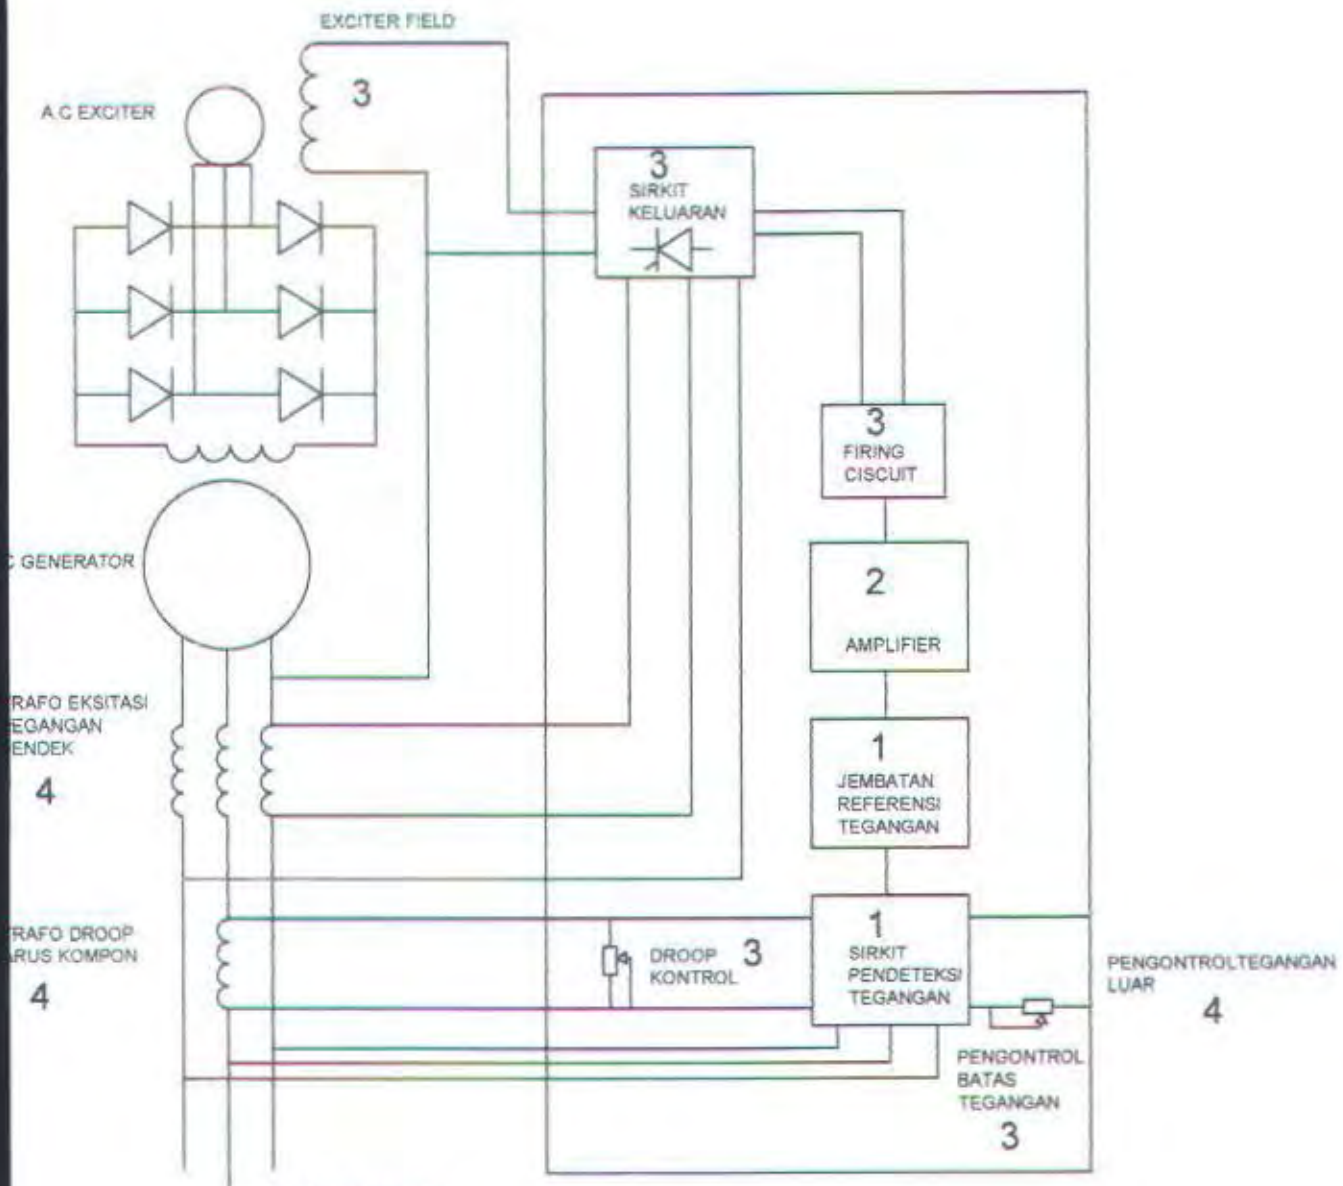 EXCITER FIELD
3
A.C EXCITER
3
SIRKIT
KELUARAN
3
FIRING
CISCUIT
C GENERATOR
2
AMPLIFIER
RAFO EKSITASI
EGANGAN
ENDEK
4
1
JEMBATAN
REFERENSI
TEGANGAN
RAFO DROOP
ARUS KOMPON
4
DROOP
KONTROL
3
1
SIRKIT
PENDETEKSI
TEGANGAN
PENGONTROLTEGANGAN
LUAR
4
PENGONTROL
BATAS
TEGANGAN
3